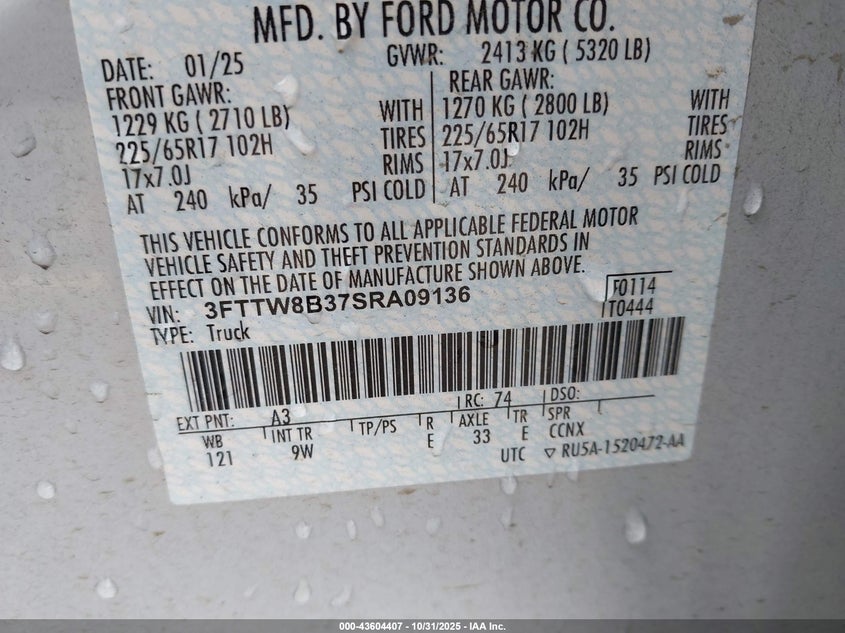 MFD. BY FORD MOTOR CO.
DATE: 01/25 GVWR: 2413 KG ( 5320 LB)
FRONT GAWR: REAR GAWR:
1229 KG ( 2710 LB) WITH 1270 KG ( 2800 LB) WITH
225/65R17 102H TIRES 225/65R17 102H TIRES
17x7.0J RIMS 17x7.0J RIMS
AT 240 kPa/ 35 PSI COLD AT 240 kPa/ 35 PSI COLD
THIS VEHICLE CONFORMS TO ALL APPLICABLE FEDERAL MOTOR
VEHICLE SAFETY AND THEFT PREVENTION STANDARDS IN
EFFECT ON THE DATE OF MANUFACTURE SHOWN ABOVE.
VIN: 3FTTW8B37SRA09136 F0114
TYPE: Truck T0444
EXT PNT: A3 RC: 74 DSO:
WB INT TR TP/PS R AXLE TR SPR
121 9W E 33 E CCNX
UTC ▽ RU5A-1520472-AA
000-43604407 - 10/31/2025 - IAA Inc.